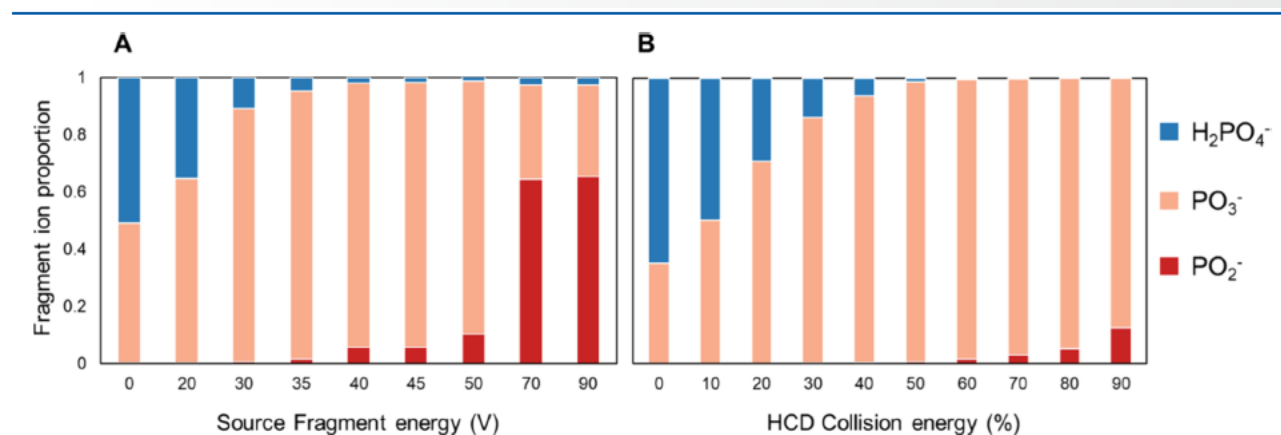 A
B
1
0.8
0.6
0.4
0.2
0
Fragment ion proportion
0 20 30 35 40 45 50 70 90
Source Fragment energy (V)
0 10 20 30 40 50 60 70 80 90
HCD Collision energy (%)
H₂PO₄⁻
PO₃⁻
PO₂⁻